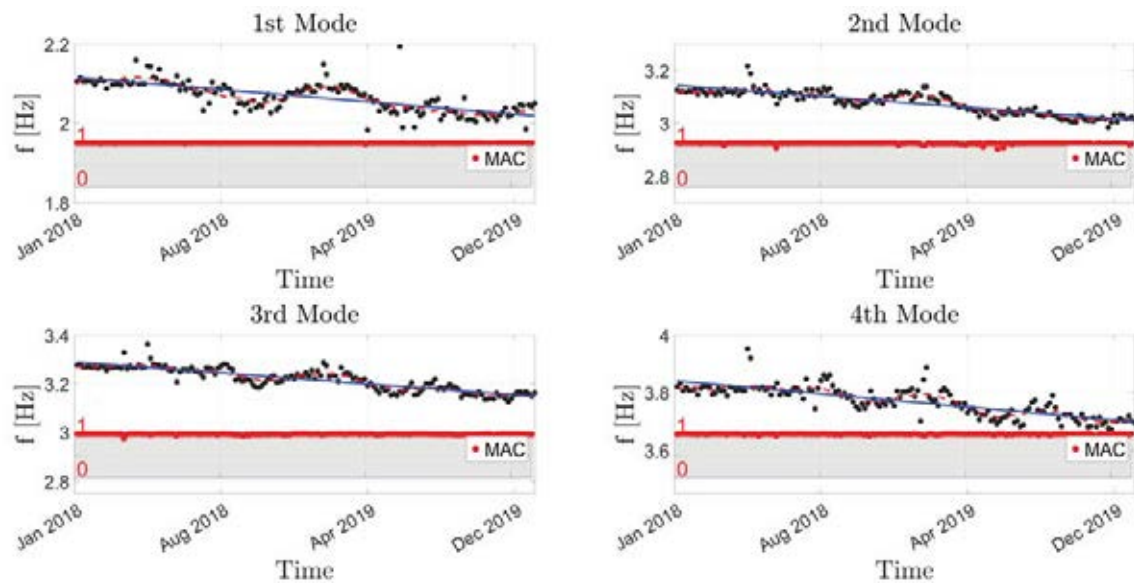 1st Mode
2.2
2
1.8
f [Hz]
1
0
MAC
Jan 2018
Aug 2018
Apr 2019
Dec 2019
Time
2nd Mode
3.2
3
2.8
f [Hz]
1
0
MAC
Jan 2018
Aug 2018
Apr 2019
Dec 2019
Time
3rd Mode
3.4
3.2
3
2.8
f [Hz]
1
0
MAC
Jan 2018
Aug 2018
Apr 2019
Dec 2019
Time
4th Mode
4
3.8
3.6
f [Hz]
1
0
MAC
Jan 2018
Aug 2018
Apr 2019
Dec 2019
Time